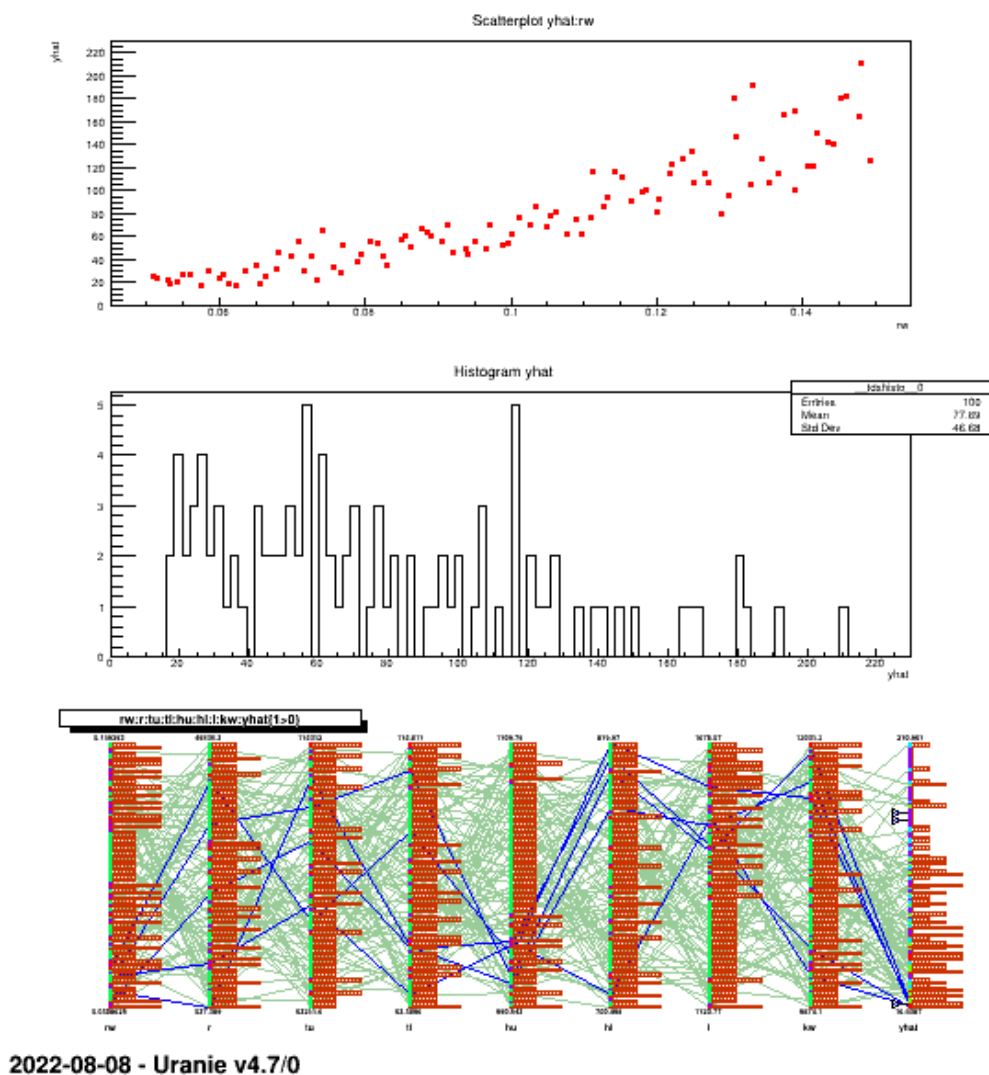 Scatterplot yhat:rw
yhat
220
200
180
160
140
120
100
80
60
40
20
0
0.06 0.08 0.1 0.12 0.14
rw
Histogram yhat
5
4
3
2
1
0
Entries 100
Mean 77.89
Std Dev 46.68
0 20 40 60 80 100 120 140 160 180 200 220
yhat
rw:r:tu:tl:hu:hl:l:kw:yhat{1>0}
rw r tu tl hu hl l kw yhat
2022-08-08 - Uranie v4.7/0